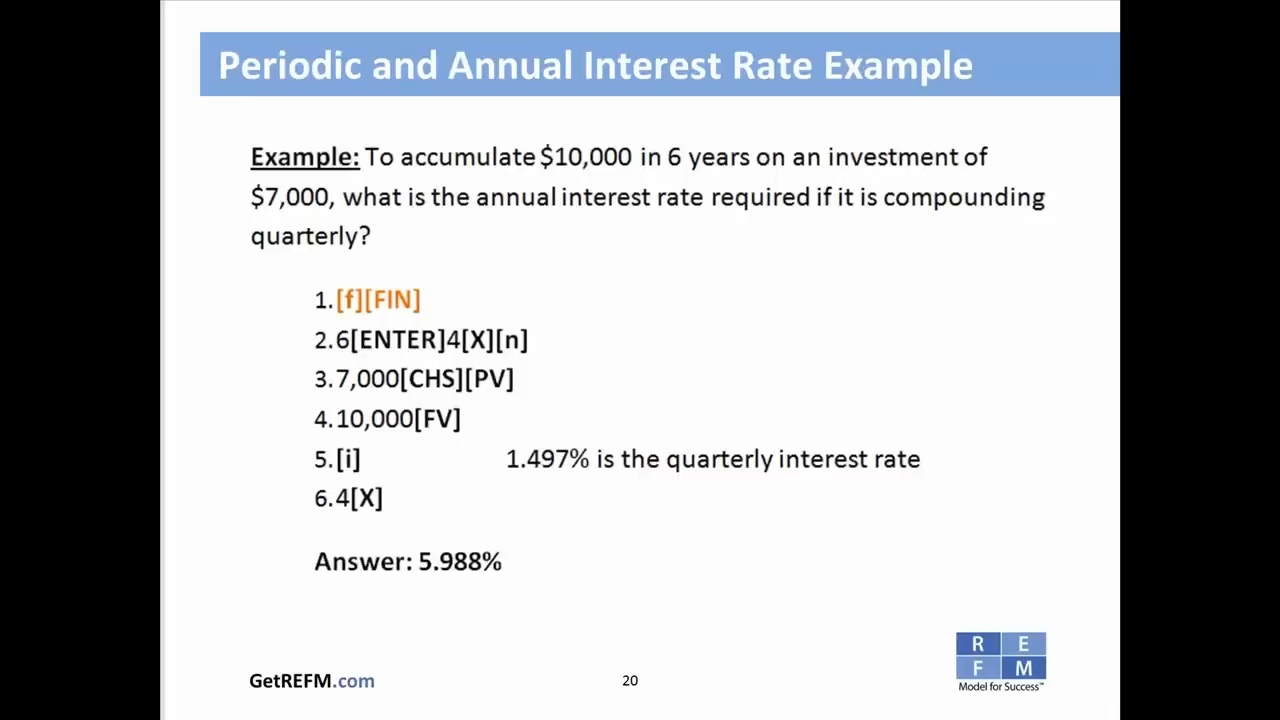 Periodic and Annual Interest Rate Example
Example: To accumulate $10,000 in 6 years on an investment of
$7,000, what is the annual interest rate required if it is compounding
quarterly?
1.[f][FIN]
2.6[ENTER]4[X][n]
3.7,000[CHS][PV]
4.10,000[FV]
5.[i] 1.497% is the quarterly interest rate
6.4[X]
Answer: 5.988%
R E
F M
Model for Success™
GetREFM.com
20